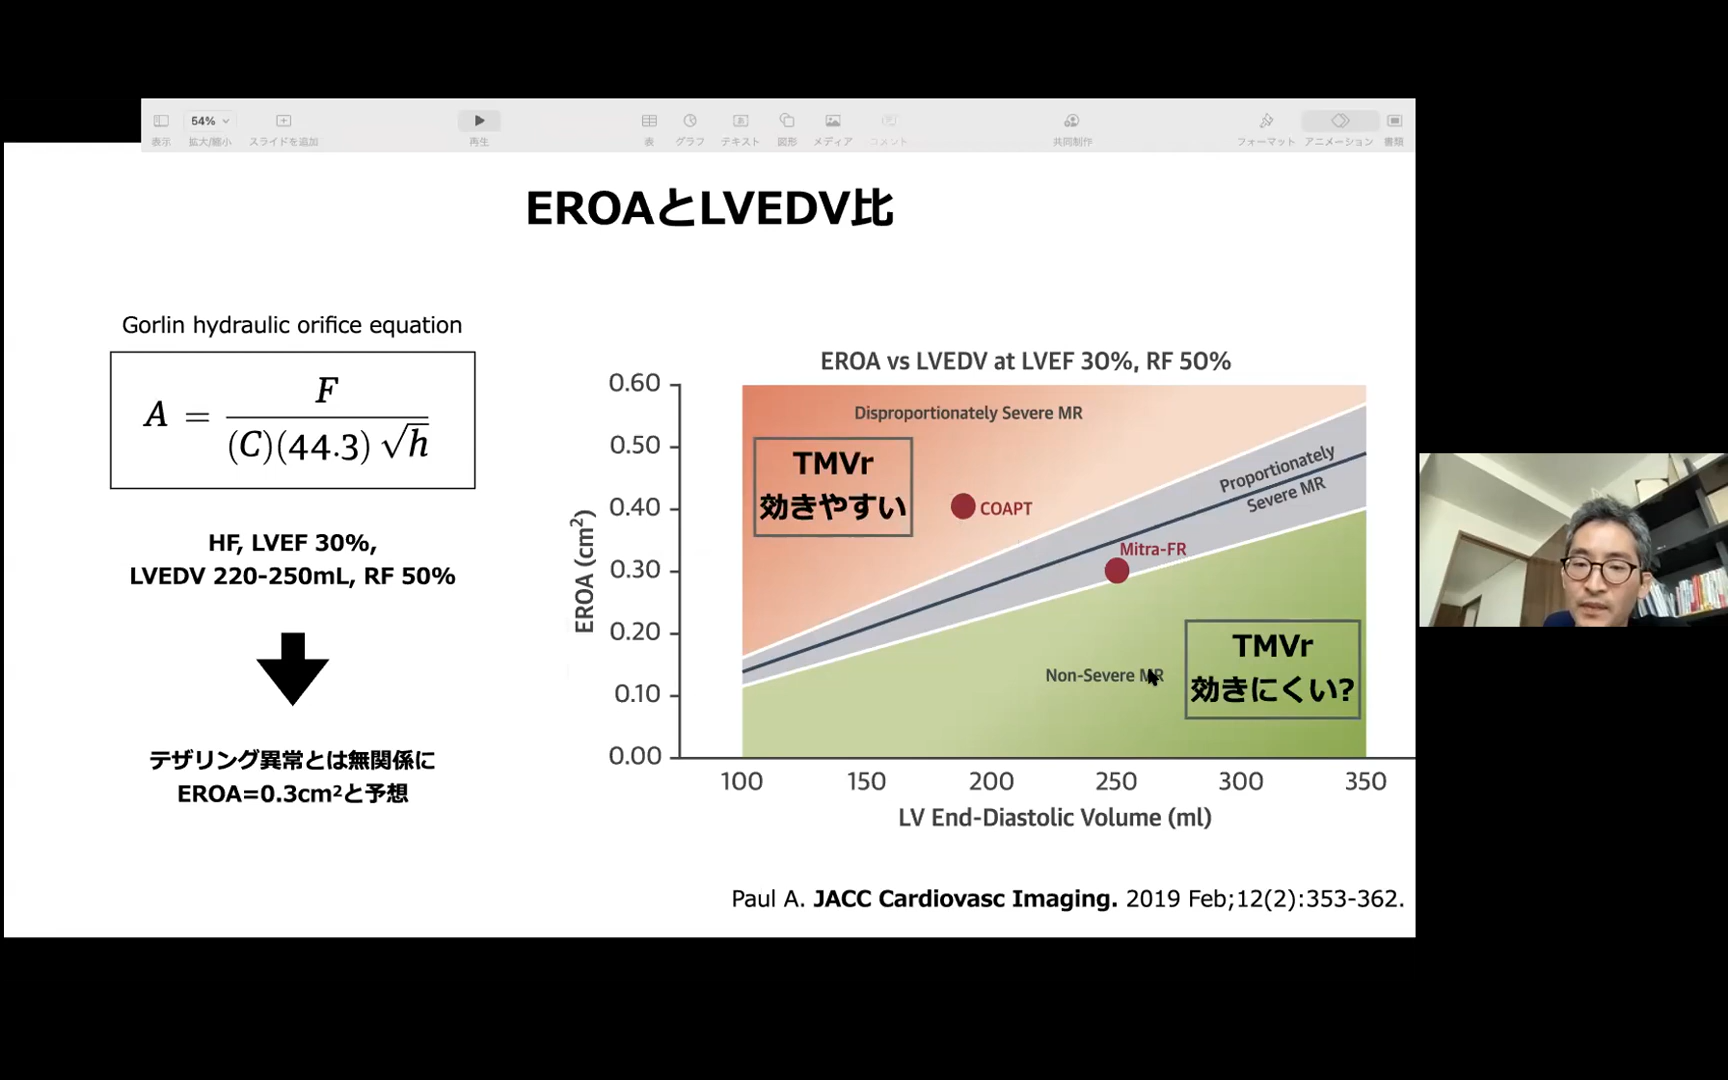 54%
表示
拡大/縮小
スライドを追加
再生
表
グラフ
テキスト
図形
メディア
コメント
共同制作
フォーマット
アニメーション
書類
EROAとLVEDV比
Gorlin hydraulic orifice equation
A = F / (C)(44.3) √h
HF, LVEF 30%,
LVEDV 220-250mL, RF 50%
テザリング異常とは無関係に
EROA=0.3cm²と予想
EROA vs LVEDV at LVEF 30%, RF 50%
0.60
0.50
0.40
0.30
0.20
0.10
0.00
EROA (cm²)
Disproportionately Severe MR
TMVr
効きやすい
COAPT
Proportionately
Severe MR
Mitra-FR
Non-Severe MR
TMVr
効きにくい?
100 150 200 250 300 350
LV End-Diastolic Volume (ml)
Paul A. JACC Cardiovasc Imaging. 2019 Feb;12(2):353-362.